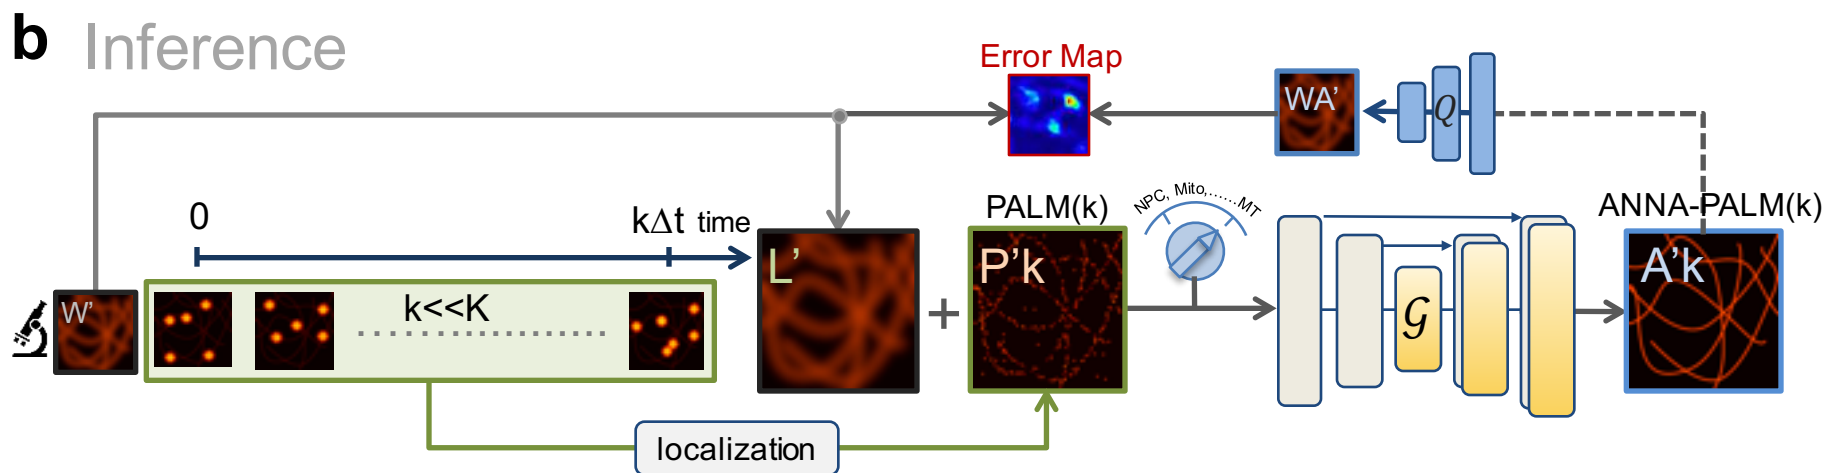 b Inference
Error Map
WA’
Q
NPC, Mito,......MT
0
kΔt time
PALM(k)
ANNA-PALM(k)
W’
k<<K
L’
+
P’k
G
A’k
localization